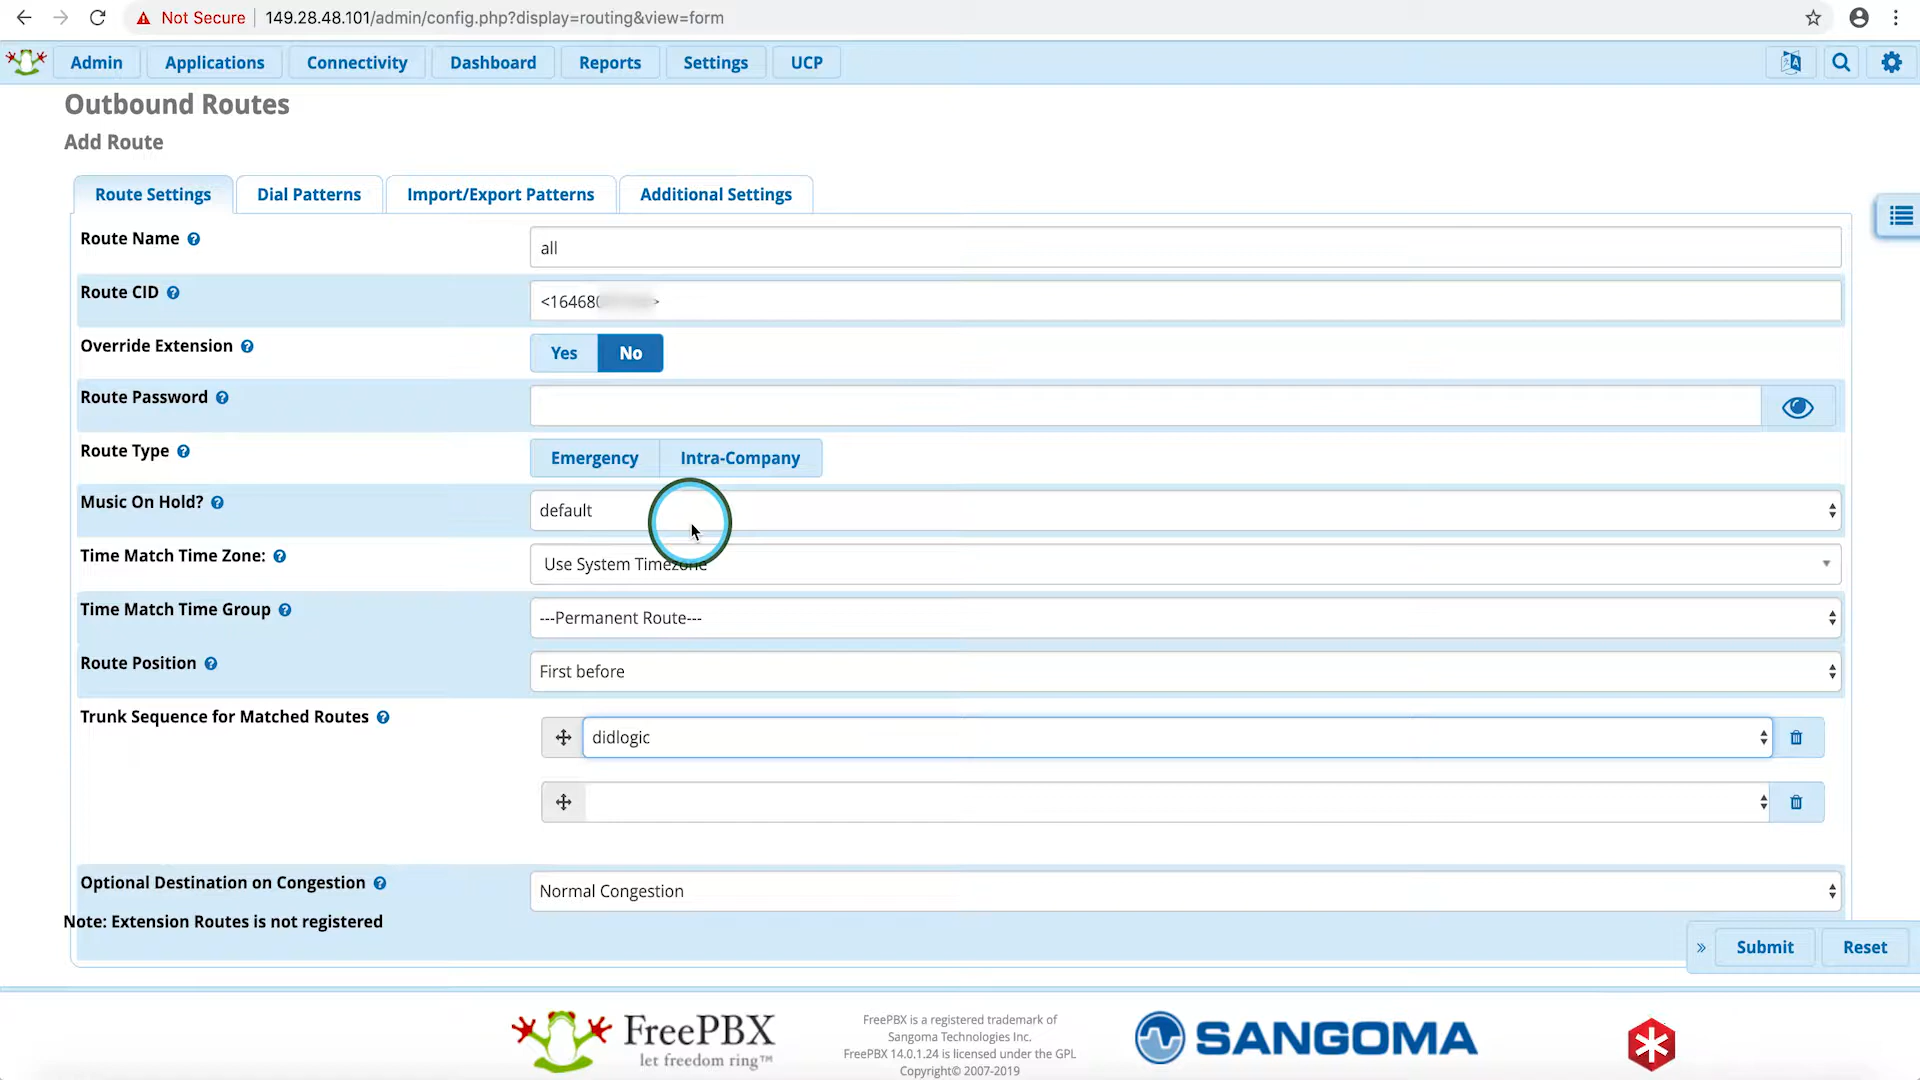 Not Secure 149.28.48.101/admin/config.php?display=routing&view=form
Admin Applications Connectivity Dashboard Reports Settings UCP
Outbound Routes
Add Route
Route Settings Dial Patterns Import/Export Patterns Additional Settings
Route Name all
Route CID <16468 >
Override Extension Yes No
Route Password
Route Type Emergency Intra-Company
Music On Hold? default
Time Match Time Zone: Use System Timezone
Time Match Time Group ---Permanent Route---
Route Position First before
Trunk Sequence for Matched Routes didlogic
Optional Destination on Congestion Normal Congestion
Note: Extension Routes is not registered
» Submit Reset
FreePBX
let freedom ring™
FreePBX is a registered trademark of
Sangoma Technologies Inc.
FreePBX 14.0.1.24 is licensed under the GPL
Copyright© 2007-2019
SANGOMA